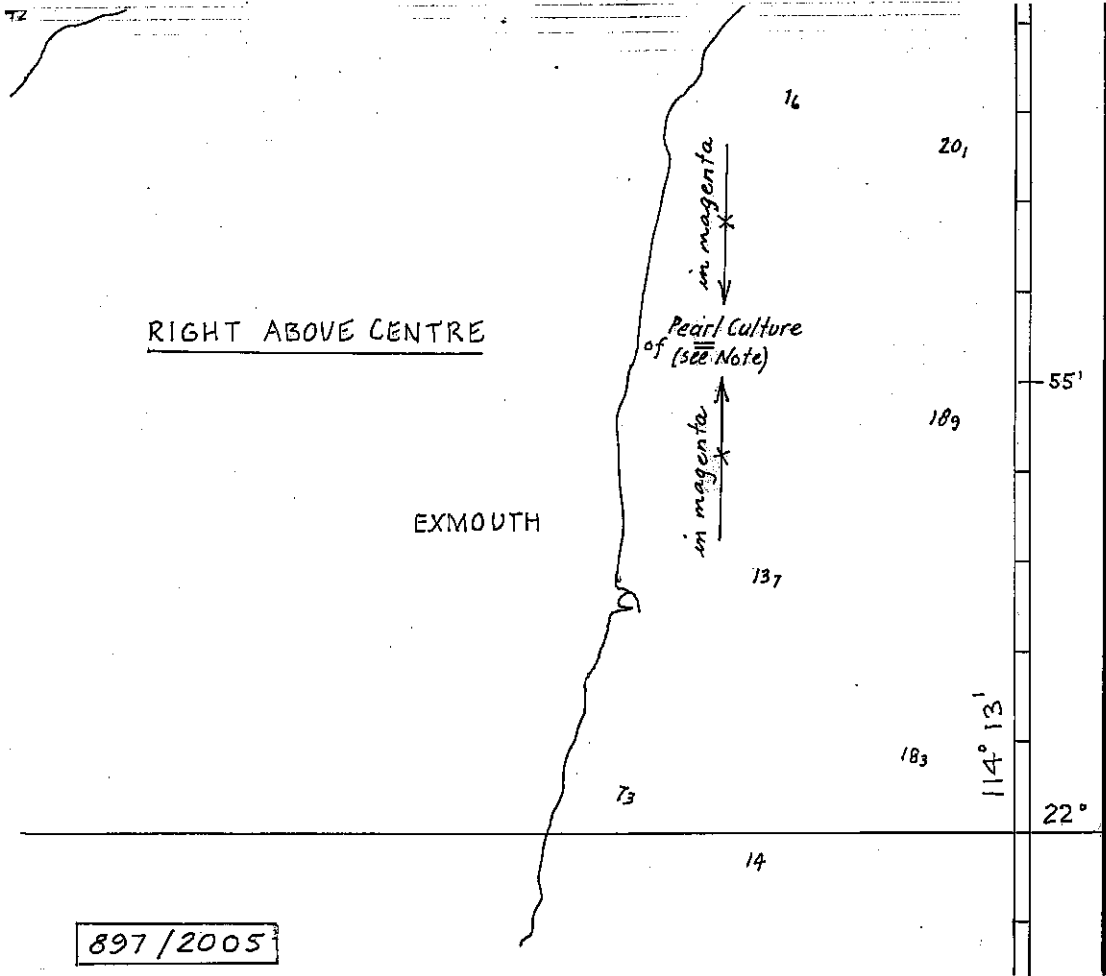 16
20₁
in magenta
RIGHT ABOVE CENTRE
of Pearl Culture
(see Note)
55'
18₉
in magenta
EXMOUTH
13₇
114° 13'
18₃
7₃
22°
14
897/2005